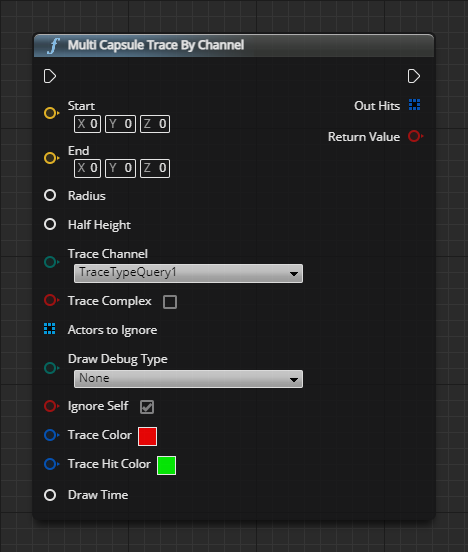 Multi Capsule Trace By Channel
Start
X 0 Y 0 Z 0
Out Hits
Return Value
End
X 0 Y 0 Z 0
Radius
Half Height
Trace Channel
TraceTypeQuery1
Trace Complex
Actors to Ignore
Draw Debug Type
None
Ignore Self
Trace Color
Trace Hit Color
Draw Time